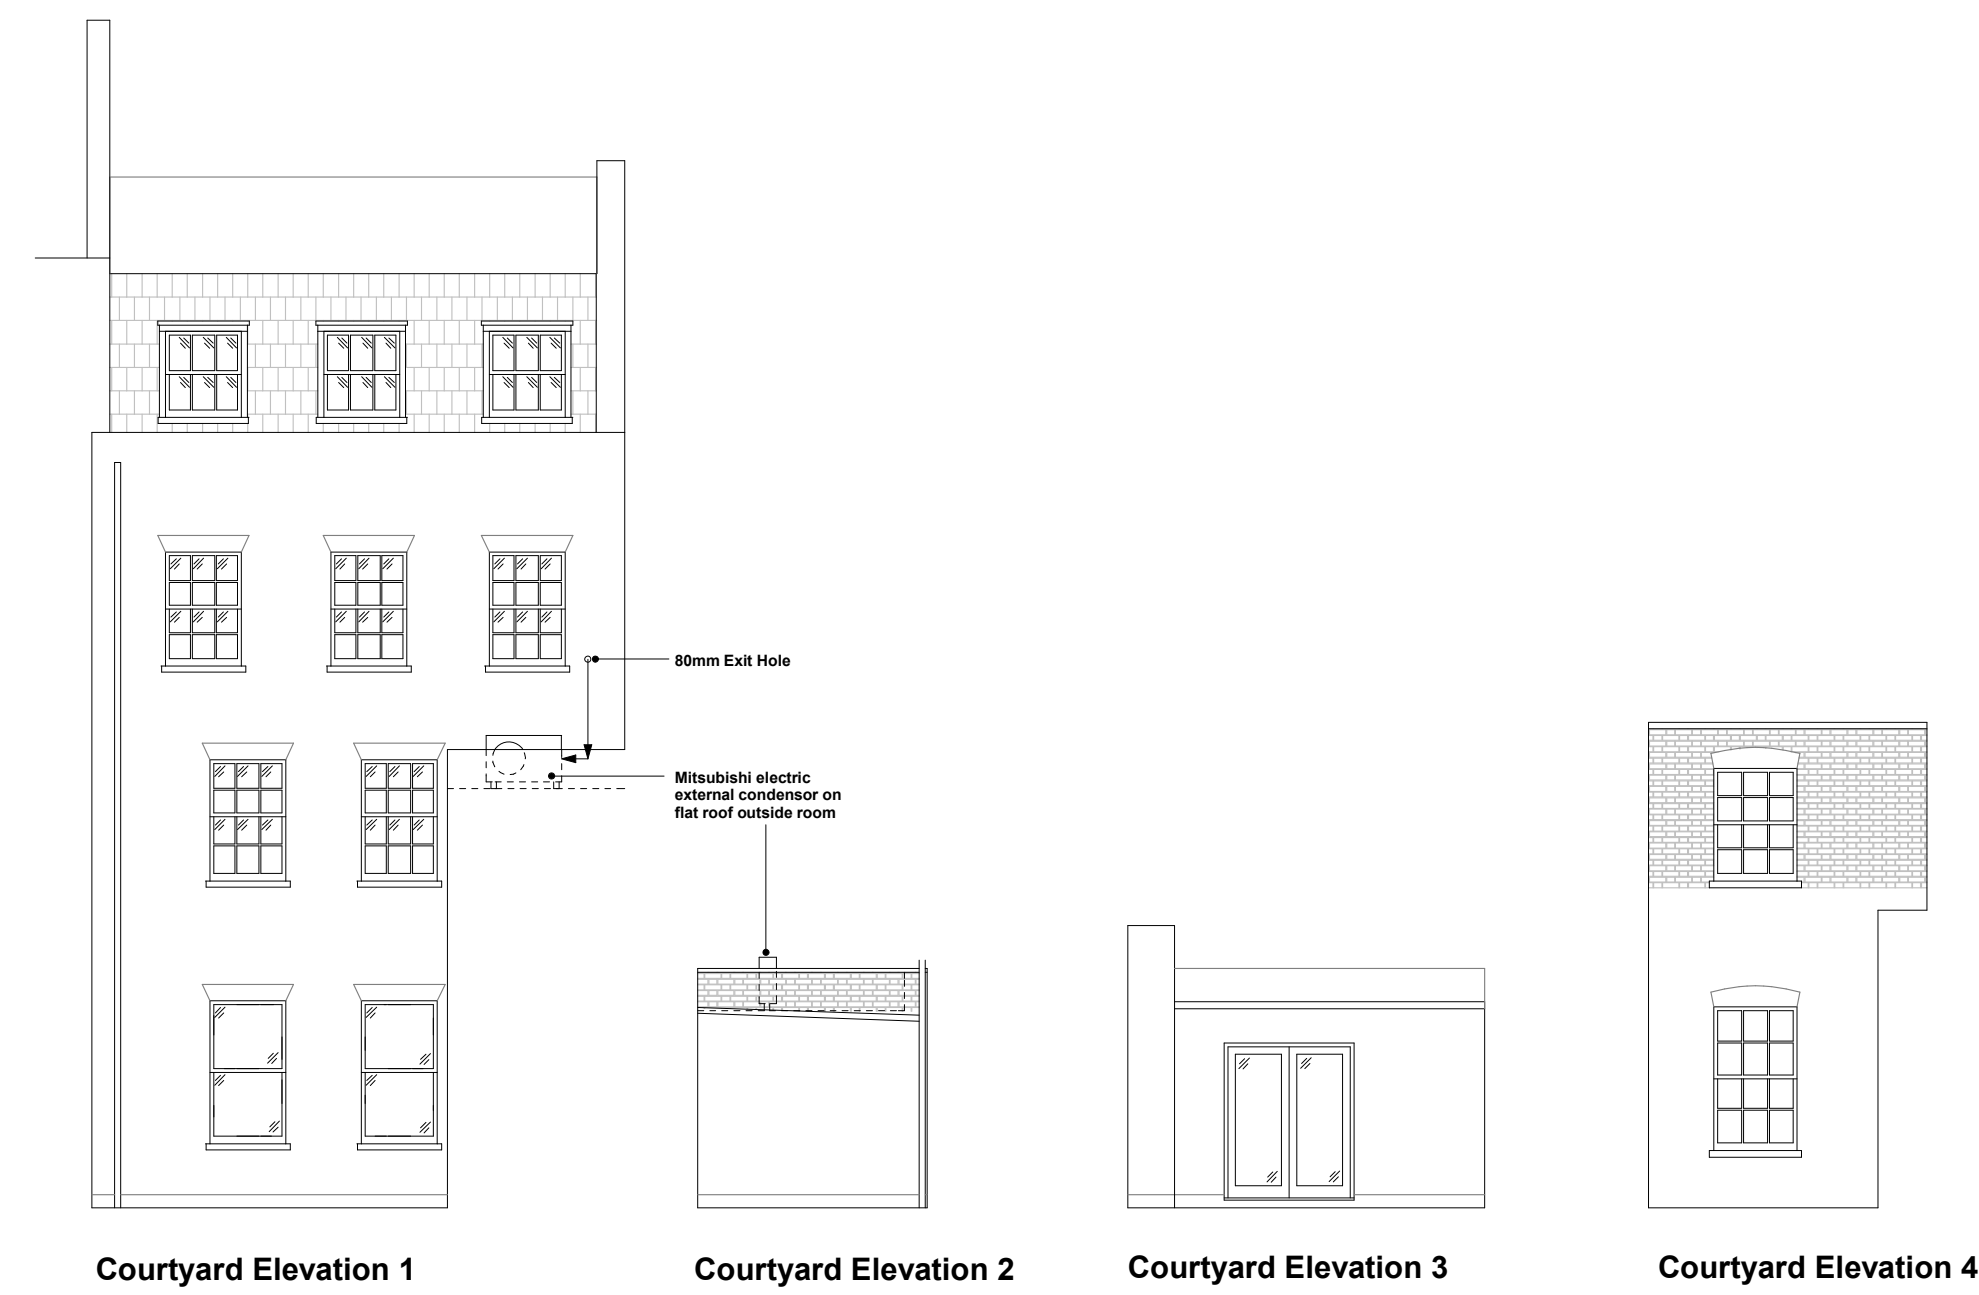 80mm Exit Hole
Mitsubishi electric
external condensor on
flat roof outside room
Courtyard Elevation 1
Courtyard Elevation 2
Courtyard Elevation 3
Courtyard Elevation 4